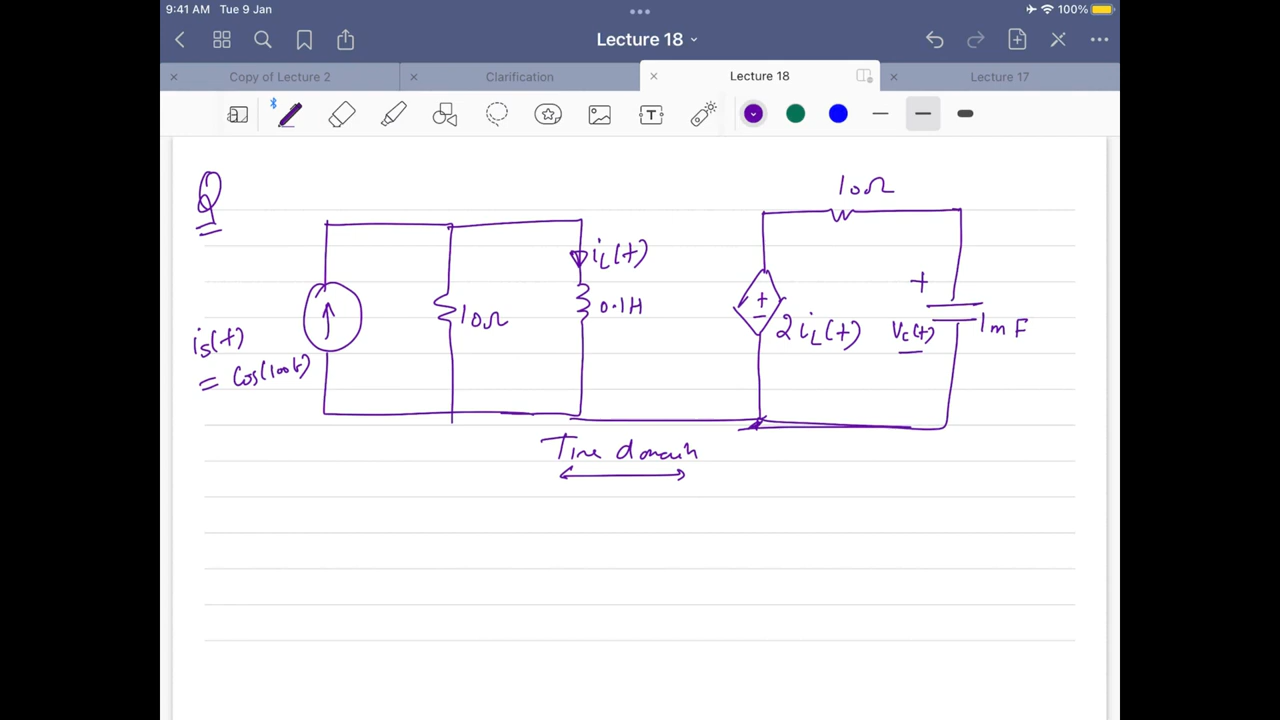 9:41 AM Tue 9 Jan
100%
Lecture 18
Copy of Lecture 2
Clarification
Lecture 18
Lecture 17
T
Q
10Ω
iL(t)
0.1H
10Ω
is(t)
= Cos(100t)
+
-
2iL(t)
+
Vc(t)
1mF
Time domain